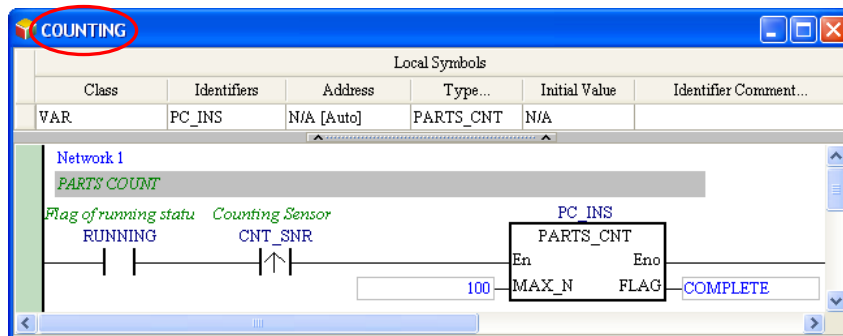 COUNTING
Local Symbols
Class Identifiers Address Type... Initial Value Identifier Comment...
VAR PC_INS N/A [Auto] PARTS_CNT N/A
Network 1
PARTS COUNT
Flag of running statu Counting Sensor PC_INS
RUNNING CNT_SNR PARTS_CNT
En Eno
100 MAX_N FLAG COMPLETE